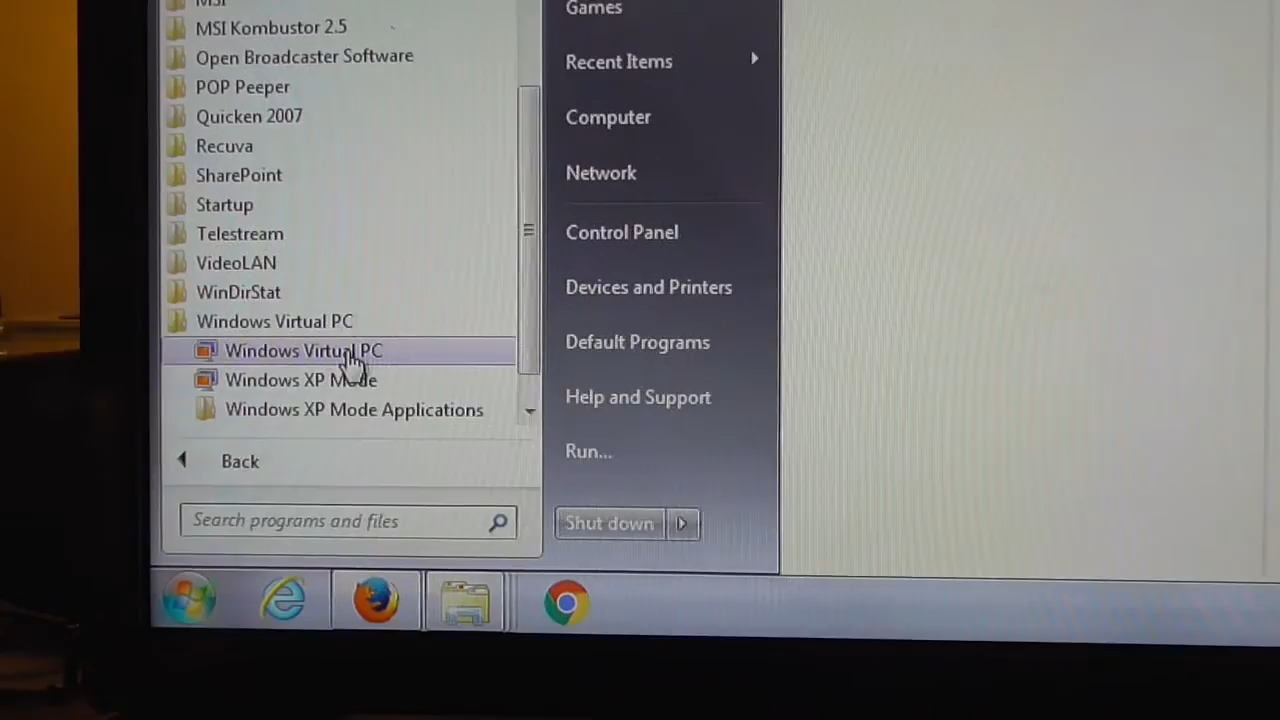 MSI
MSI Kombustor 2.5
Open Broadcaster Software
POP Peeper
Quicken 2007
Recuva
SharePoint
Startup
Telestream
VideoLAN
WinDirStat
Windows Virtual PC
Windows Virtual PC
Windows XP Mode
Windows XP Mode Applications
Back
Search programs and files
Games
Recent Items
Computer
Network
Control Panel
Devices and Printers
Default Programs
Help and Support
Run...
Shut down